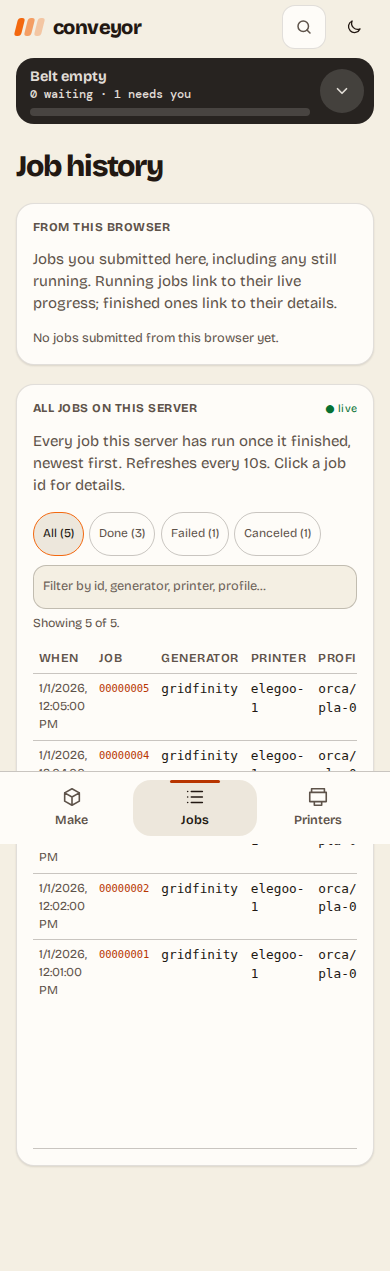 conveyor
Belt empty
0 waiting · 1 needs you
Job history
FROM THIS BROWSER
Jobs you submitted here, including any still
running. Running jobs link to their live
progress; finished ones link to their details.
No jobs submitted from this browser yet.
ALL JOBS ON THIS SERVER
live
Every job this server has run once it finished,
newest first. Refreshes every 10s. Click a job
id for details.
All (5) Done (3) Failed (1) Canceled (1)
Filter by id, generator, printer, profile…
Showing 5 of 5.
WHEN JOB GENERATOR PRINTER PROFI
1/1/2026, 00000005 gridfinity elegoo- orca/
12:05:00 1 pla-0
PM
1/1/2026, 00000004 gridfinity elegoo- orca/
Make Jobs Printers
PM
1/1/2026, 00000002 gridfinity elegoo- orca/
12:02:00 1 pla-0
PM
1/1/2026, 00000001 gridfinity elegoo- orca/
12:01:00 1 pla-0
PM